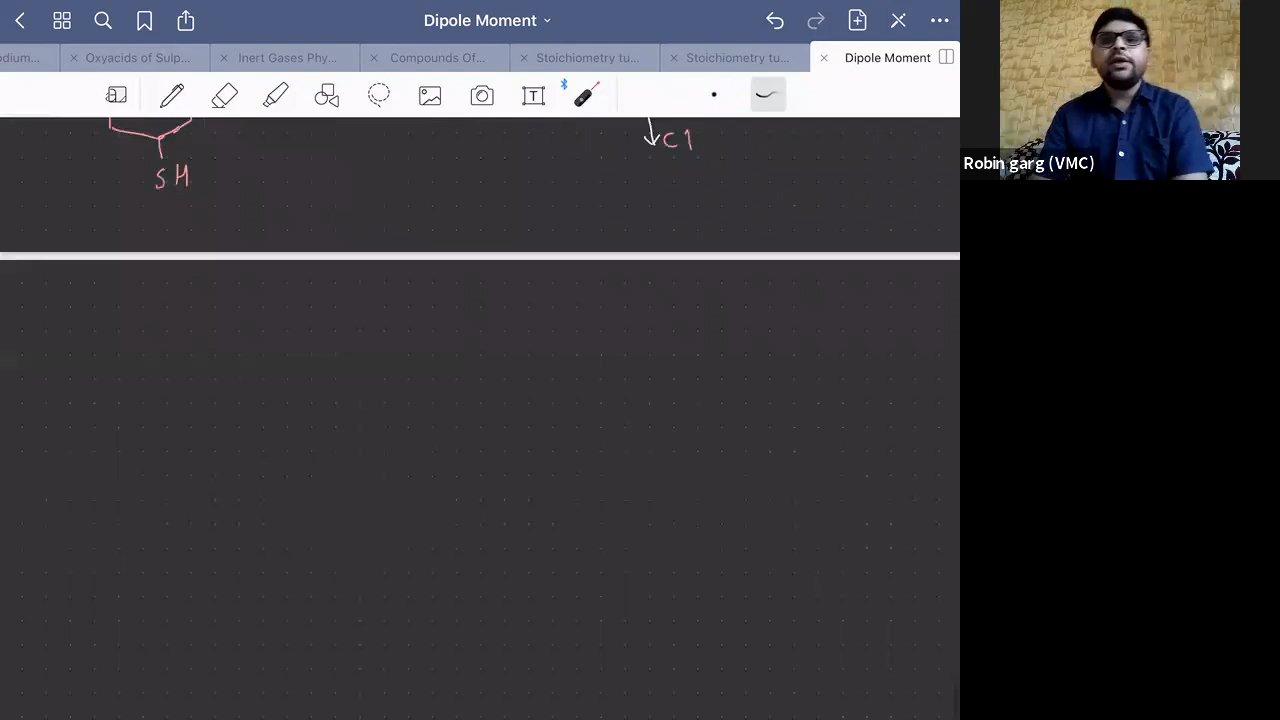 Dipole Moment
odium...
Oxyacids of Sulp...
Inert Gases Phy...
Compounds Of...
Stoichiometry tu...
Stoichiometry tu...
Dipole Moment
T
Cl
SH
Robin garg (VMC)